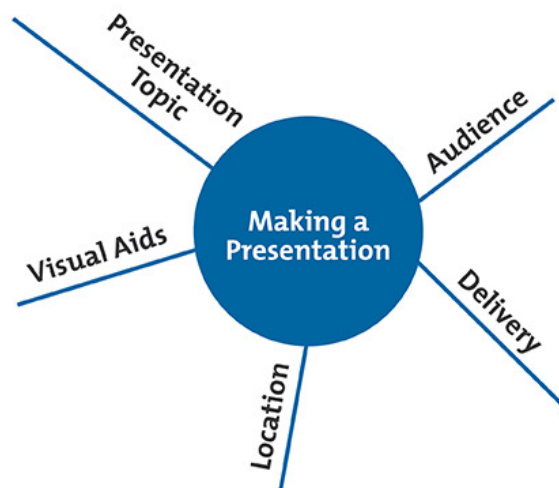 Presentation
Topic
Audience
Making a
Presentation
Visual Aids
Delivery
Location